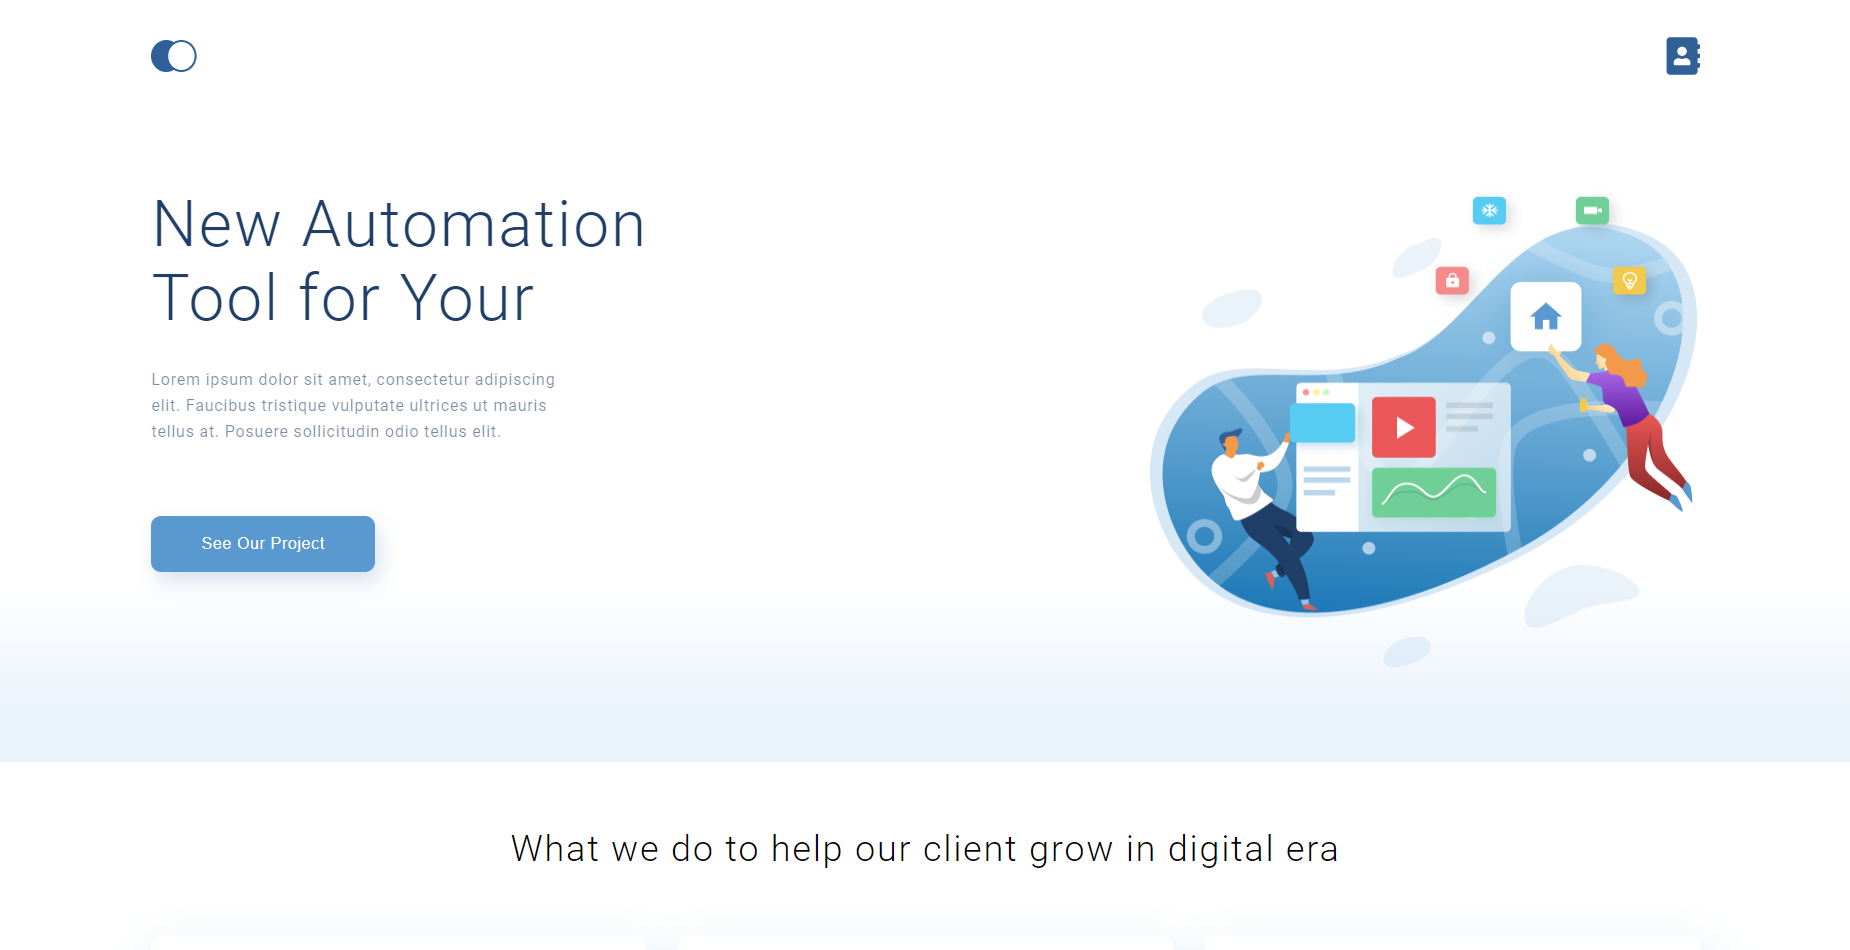 New Automation
Tool for Your
Lorem ipsum dolor sit amet, consectetur adipiscing
elit. Faucibus tristique vulputate ultrices ut mauris
tellus at. Posuere sollicitudin odio tellus elit.
See Our Project
What we do to help our client grow in digital era